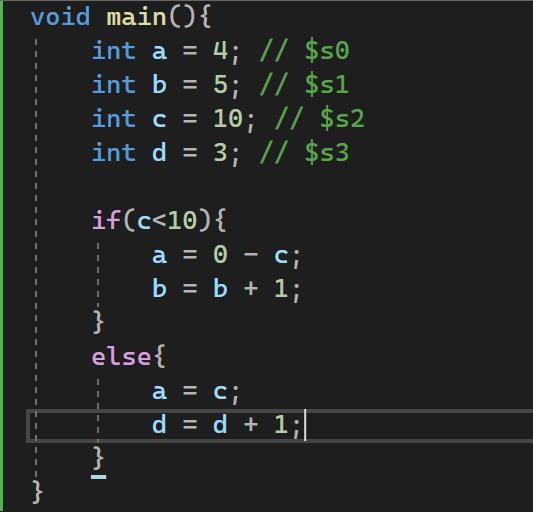 void main(){
    int a = 4; // $s0
    int b = 5; // $s1
    int c = 10; // $s2
    int d = 3; // $s3

    if(c<10){
        a = 0 - c;
        b = b + 1;
    }
    else{
        a = c;
        d = d + 1;
    }
}